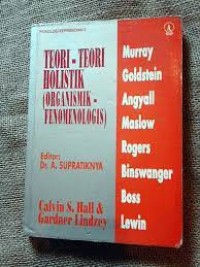 PSIKOLOGI KEPRIBADIAN 2
TEORI - TEORI
HOLISTIK
(ORGANISMIK -
FENOMENOLOGIS)
Editor:
Dr. A. SUPRATIKNYA
Calvin S. Hall &
Gardner Lindzey
Murray
Goldstein
Angyall
Maslow
Rogers
Binswanger
Boss
Lewin